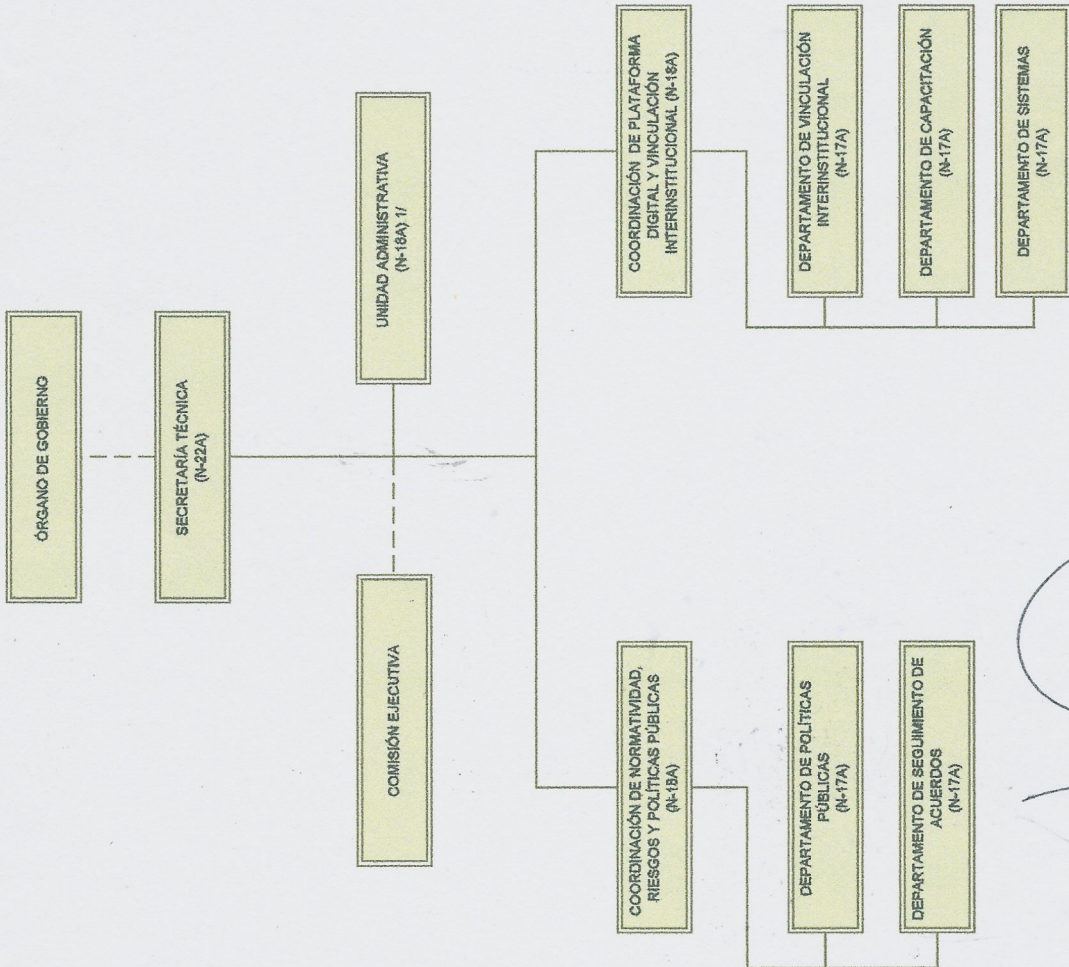 ÓRGANO DE GOBIERNO
SECRETARÍA TÉCNICA
(N-22A)
COMISIÓN EJECUTIVA
UNIDAD ADMINISTRATIVA
(N-18A) 1/
COORDINACIÓN DE NORMATIVIDAD,
RIESGOS Y POLÍTICAS PÚBLICAS
(N-18A)
DEPARTAMENTO DE POLÍTICAS
PÚBLICAS
(N-17A)
DEPARTAMENTO DE SEGUIMIENTO DE
ACUERDOS
(N-17A)
COORDINACIÓN DE PLATAFORMA
DIGITAL Y VINCULACIÓN
INTERINSTITUCIONAL (N-18A)
DEPARTAMENTO DE VINCULACIÓN
INTERINSTITUCIONAL
(N-17A)
DEPARTAMENTO DE CAPACITACIÓN
(N-17A)
DEPARTAMENTO DE SISTEMAS
(N-17A)